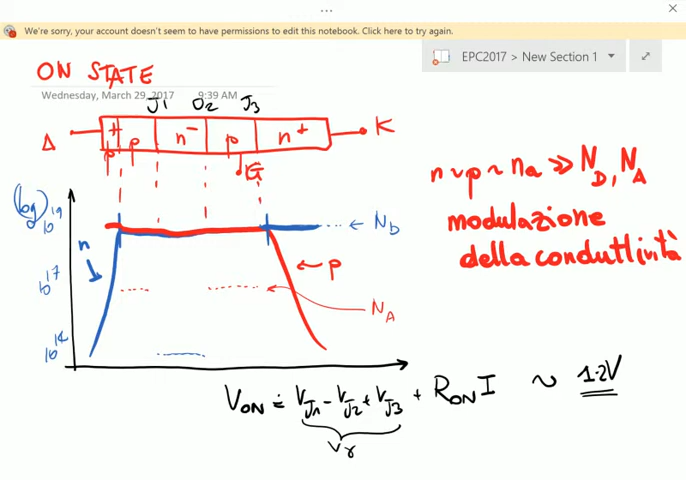 We're sorry, your account doesn't seem to have permissions to edit this notebook. Click here to try again.
EPC2017 > New Section 1
ON STATE
Wednesday, March 29, 2017 9:39 AM
J1 J2 J3
A p+ p n- p n+ K
G
(log)
10^19
n
10^17
10^14
← N_D
← p
N_A
n ~ p ~ n_a >> N_D, N_A
modulazione
della conduttività
V_ON = V_J1 - V_J2 + V_J3 + R_ON I ~ 1.2V
V_γ